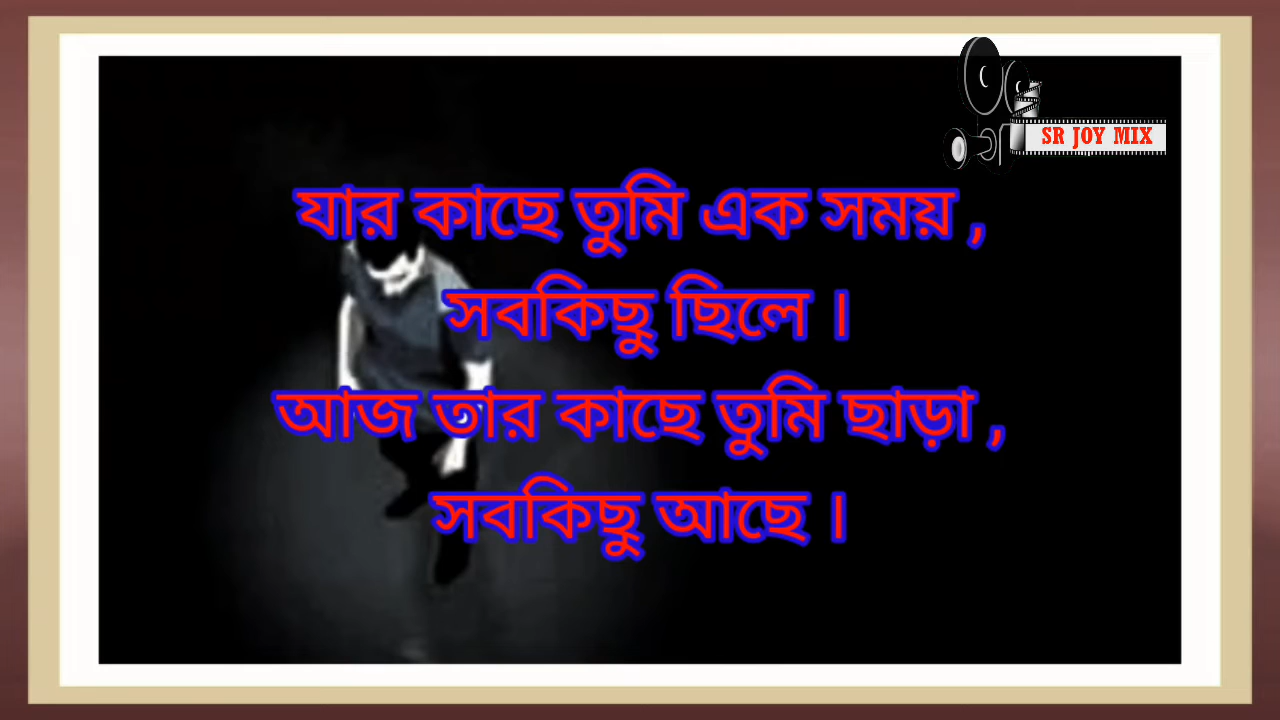 SR JOY MIX
যার কাছে তুমি এক সময় ,
সবকিছু ছিলে ।
আজ তার কাছে তুমি ছাড়া ,
সবকিছু আছে ।